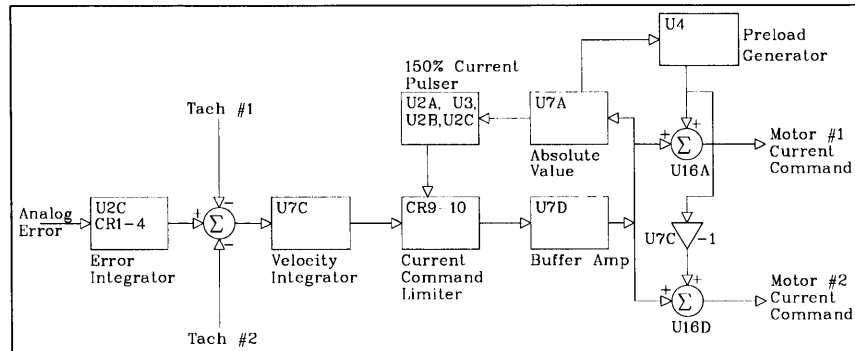 U4
Preload
Generator
150% Current
Pulser
U2A, U3,
U2B,U2C
U7A
Absolute
Value
Tach #1
+
+
Σ
U16A
Motor #1
Current
Command
Analog
Error
U2C
CR1-4
Error
Integrator
+
-
-
Σ
U7C
Velocity
Integrator
CR9-10
Current
Command
Limiter
U7D
Buffer Amp
U7C
-1
+
+
Σ
U16D
Motor #2
Current
Command
Tach #2